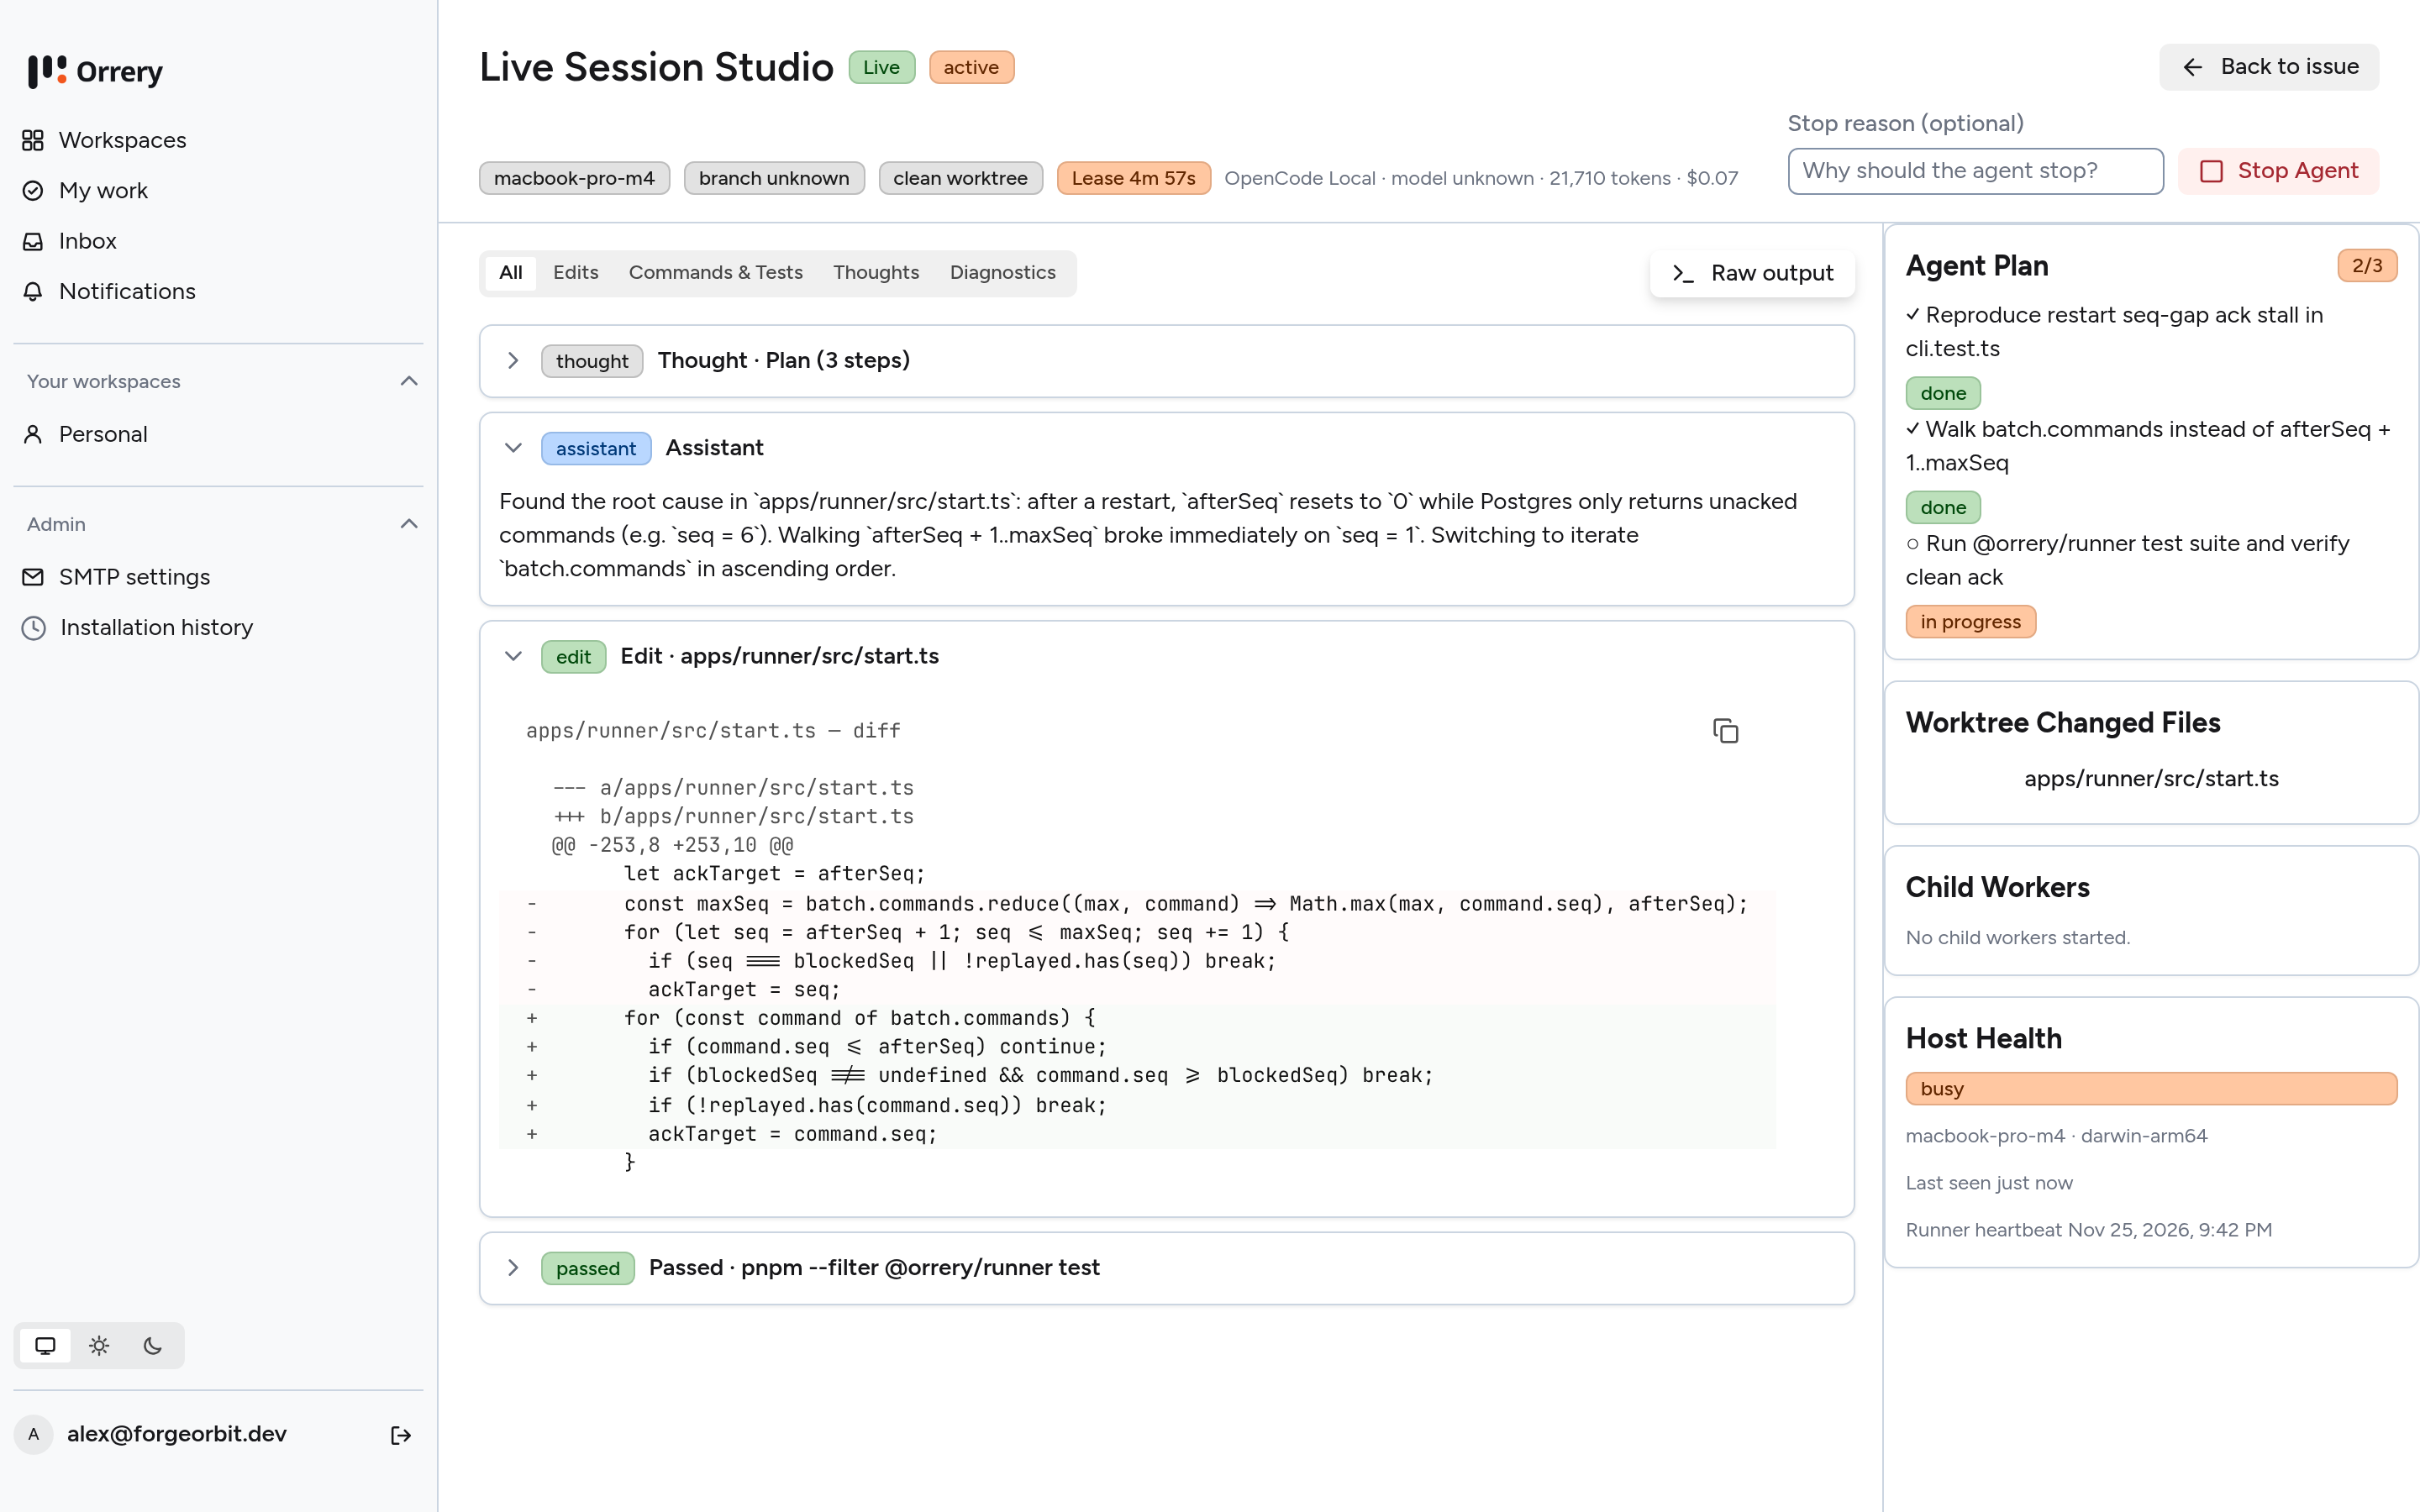 Orrery
Workspaces
My work
Inbox
Notifications
Your workspaces
Personal
Admin
SMTP settings
Installation history
A
alex@forgeorbit.dev
Live Session Studio
Live
active
Back to issue
macbook-pro-m4
branch unknown
clean worktree
Lease 4m 57s
OpenCode Local · model unknown · 21,710 tokens · $0.07
Stop reason (optional)
Why should the agent stop?
Stop Agent
All
Edits
Commands & Tests
Thoughts
Diagnostics
Raw output
thought
Thought · Plan (3 steps)
assistant
Assistant
Found the root cause in `apps/runner/src/start.ts`: after a restart, `afterSeq` resets to `0` while Postgres only returns unacked
commands (e.g. `seq = 6`). Walking `afterSeq + 1..maxSeq` broke immediately on `seq = 1`. Switching to iterate
`batch.commands` in ascending order.
edit
Edit · apps/runner/src/start.ts
apps/runner/src/start.ts — diff
--- a/apps/runner/src/start.ts
+++ b/apps/runner/src/start.ts
@@ -253,8 +253,10 @@
let ackTarget = afterSeq;
- const maxSeq = batch.commands.reduce((max, command) => Math.max(max, command.seq), afterSeq);
- for (let seq = afterSeq + 1; seq <= maxSeq; seq += 1) {
- if (seq === blockedSeq || !replayed.has(seq)) break;
- ackTarget = seq;
+ for (const command of batch.commands) {
+ if (command.seq <= afterSeq) continue;
+ if (blockedSeq !== undefined && command.seq >= blockedSeq) break;
+ if (!replayed.has(command.seq)) break;
+ ackTarget = command.seq;
}
passed
Passed · pnpm --filter @orrery/runner test
Agent Plan
2/3
✓ Reproduce restart seq-gap ack stall in
cli.test.ts
done
✓ Walk batch.commands instead of afterSeq +
1..maxSeq
done
○ Run @orrery/runner test suite and verify
clean ack
in progress
Worktree Changed Files
apps/runner/src/start.ts
Child Workers
No child workers started.
Host Health
busy
macbook-pro-m4 · darwin-arm64
Last seen just now
Runner heartbeat Nov 25, 2026, 9:42 PM